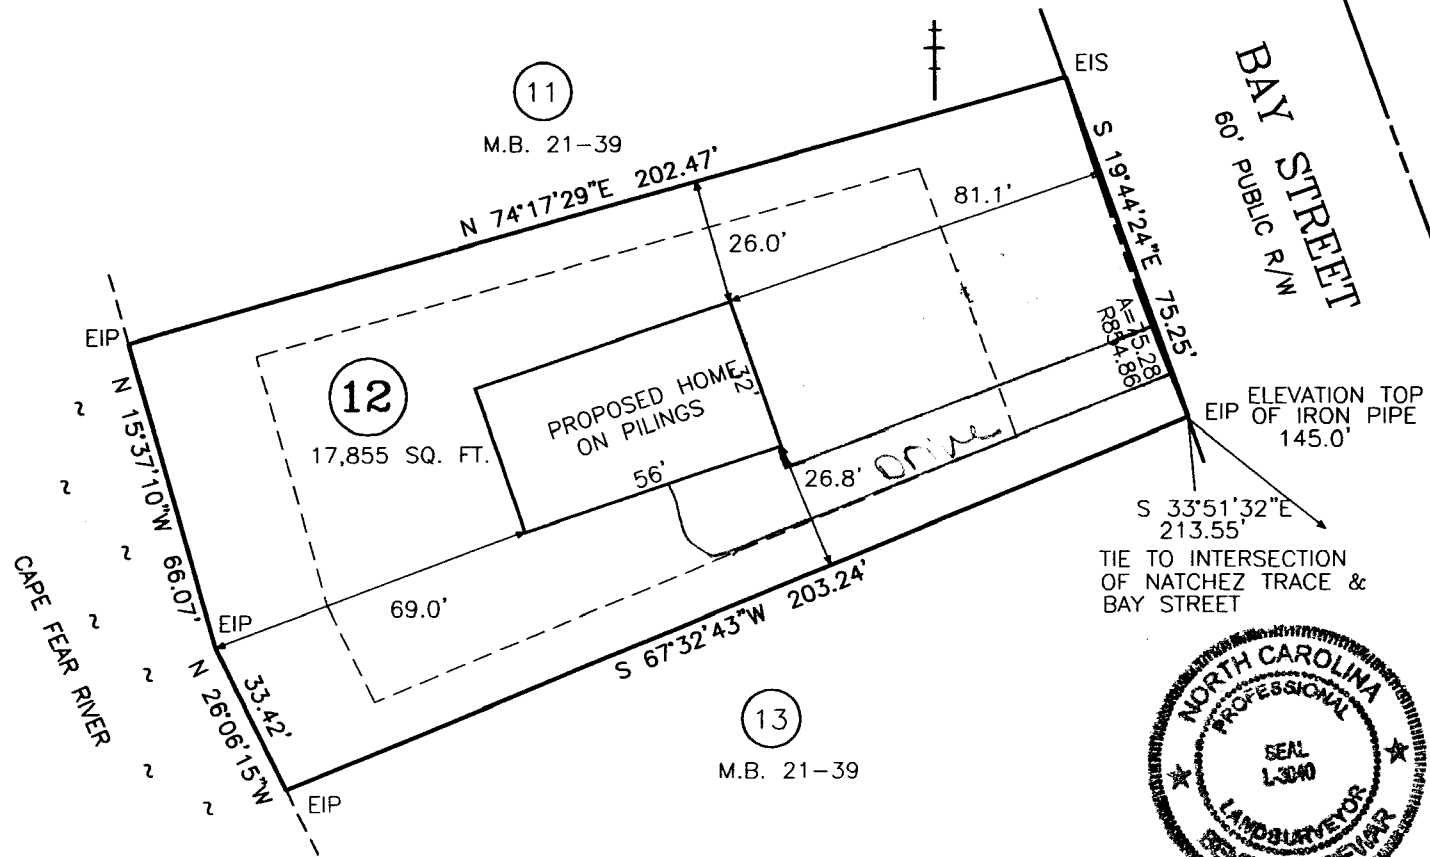 EIS
BAY STREET
60' PUBLIC R/W
11
M.B. 21-39
N 74°17'29"E 202.47'
S 19°44'24"E 75.25'
81.1'
26.0'
A=75.28
R854.86
EIP
12
17,855 SQ. FT.
PROPOSED HOME
ON PILINGS
32'
56'
N 15°37'10"W 66.07'
26.8'
Drive
EIP
ELEVATION TOP
OF IRON PIPE
145.0'
S 33°51'32"E
213.55'
TIE TO INTERSECTION
OF NATCHEZ TRACE &
BAY STREET
CAPE FEAR RIVER
EIP
69.0'
S 67°32'43"W 203.24'
N 26°06'15"W
33.42'
EIP
13
M.B. 21-39
NORTH CAROLINA
PROFESSIONAL
SEAL
L-3040
LAND SURVEYOR